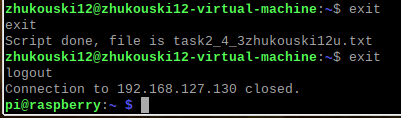 zhukouski12@zhukouski12-virtual-machine:~$ exit
exit
Script done, file is task2_4_3zhukouski12u.txt
zhukouski12@zhukouski12-virtual-machine:~$ exit
logout
Connection to 192.168.127.130 closed.
pi@raspberry:~ $